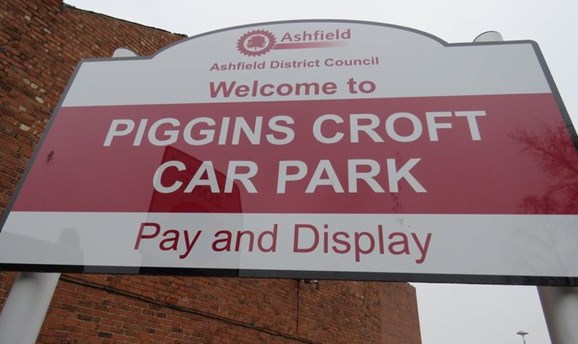 Ashfield
Ashfield District Council
Welcome to
PIGGINS CROFT
CAR PARK
Pay and Display